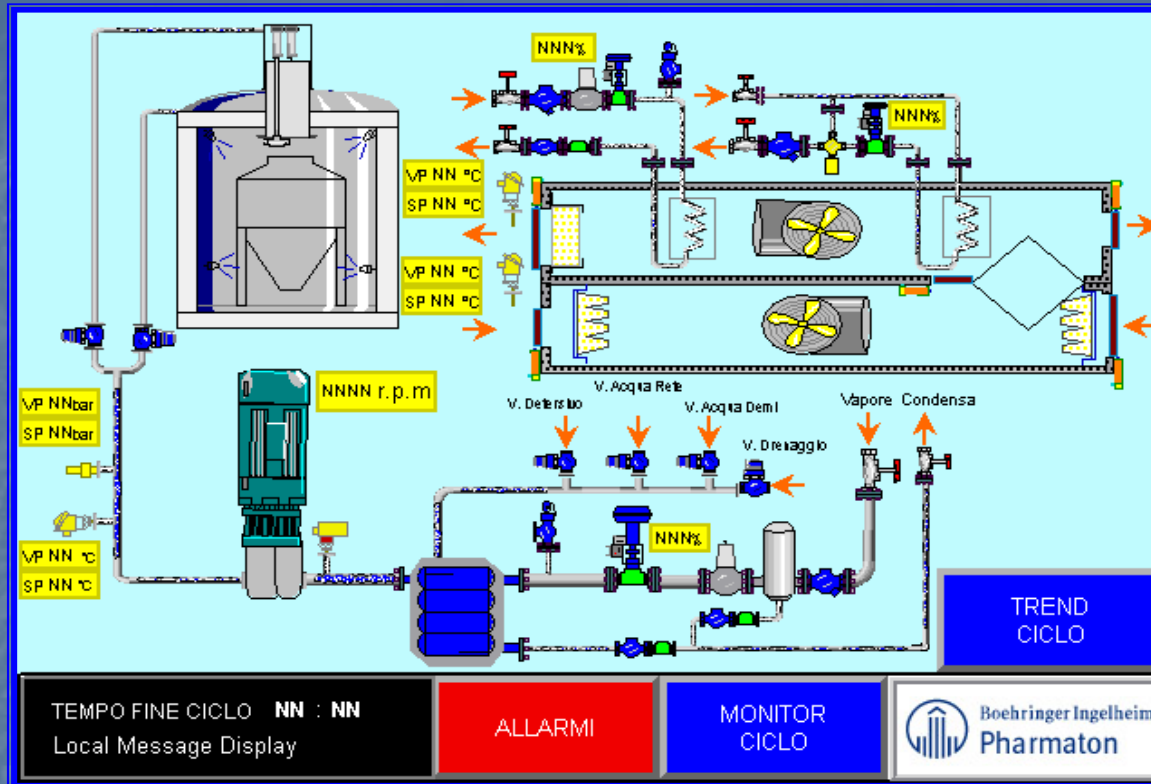 NNN%
NNN%
VP NN °C
SP NN °C
VP NN °C
SP NN °C
NNNN r.p.m
V. Acqua Rete
V. Detersivo
V. Acqua Demi
Vapore Condensa
V. Drenaggio
VP NNbar
SP NNbar
NNN%
VP NN °C
SP NN °C
TREND
CICLO
TEMPO FINE CICLO NN : NN
Local Message Display
ALLARMI
MONITOR
CICLO
Boehringer Ingelheim
Pharmaton